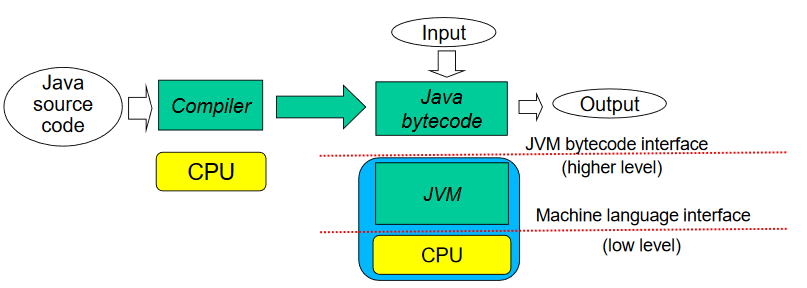 Input
Java
source
code
Compiler
Java
bytecode
Output
JVM bytecode interface
(higher level)
CPU
JVM
Machine language interface
(low level)
CPU